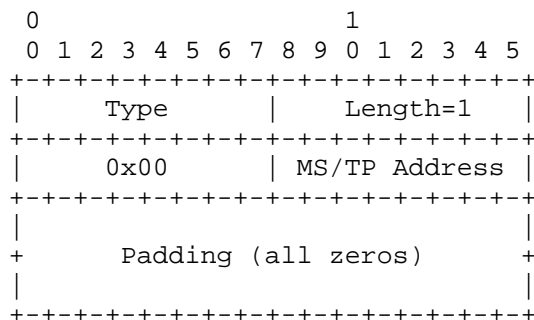 0                   1
 0 1 2 3 4 5 6 7 8 9 0 1 2 3 4 5
+-+-+-+-+-+-+-+-+-+-+-+-+-+-+-+-+
|     Type      |    Length=1   |
+-+-+-+-+-+-+-+-+-+-+-+-+-+-+-+-+
|     0x00      | MS/TP Address |
+-+-+-+-+-+-+-+-+-+-+-+-+-+-+-+-+
|                               |
+      Padding (all zeros)      +
|                               |
+-+-+-+-+-+-+-+-+-+-+-+-+-+-+-+-+